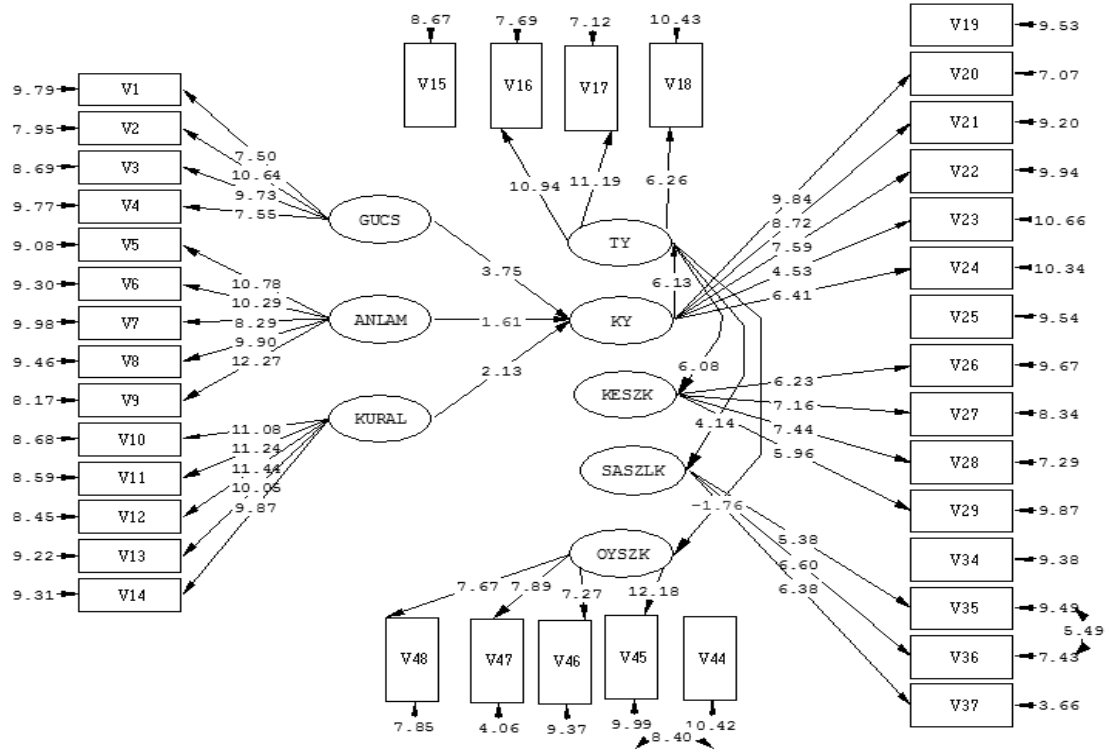 8.67 7.69 7.12 10.43
V15 V16 V17 V18
10.94 11.19 6.26
9.79 V1
7.95 V2
8.69 V3
9.77 V4
9.08 V5
9.30 V6
9.98 V7
9.46 V8
8.17 V9
8.68 V10
8.59 V11
8.45 V12
9.22 V13
9.31 V14
7.50
10.64
9.73
7.55
10.78
10.29
8.29
9.90
12.27
11.08
11.24
11.44
10.05
9.87
GUCS
ANLAM
KURAL
3.75
1.61
2.13
TY
6.13
KY
KESZK
SASZLK
OYSZK
6.08
4.14
-1.76
9.84
8.72
7.59
4.53
6.41
6.23
7.16
7.44
5.96
5.38
6.60
6.38
V19 9.53
V20 7.07
V21 9.20
V22 9.94
V23 10.66
V24 10.34
V25 9.54
V26 9.67
V27 8.34
V28 7.29
V29 9.87
V34 9.38
V35 9.49
5.49
V36 7.43
V37 3.66
7.67 7.89 7.27 12.18
V48 V47 V46 V45 V44
7.85 4.06 9.37 9.99 10.42
8.40